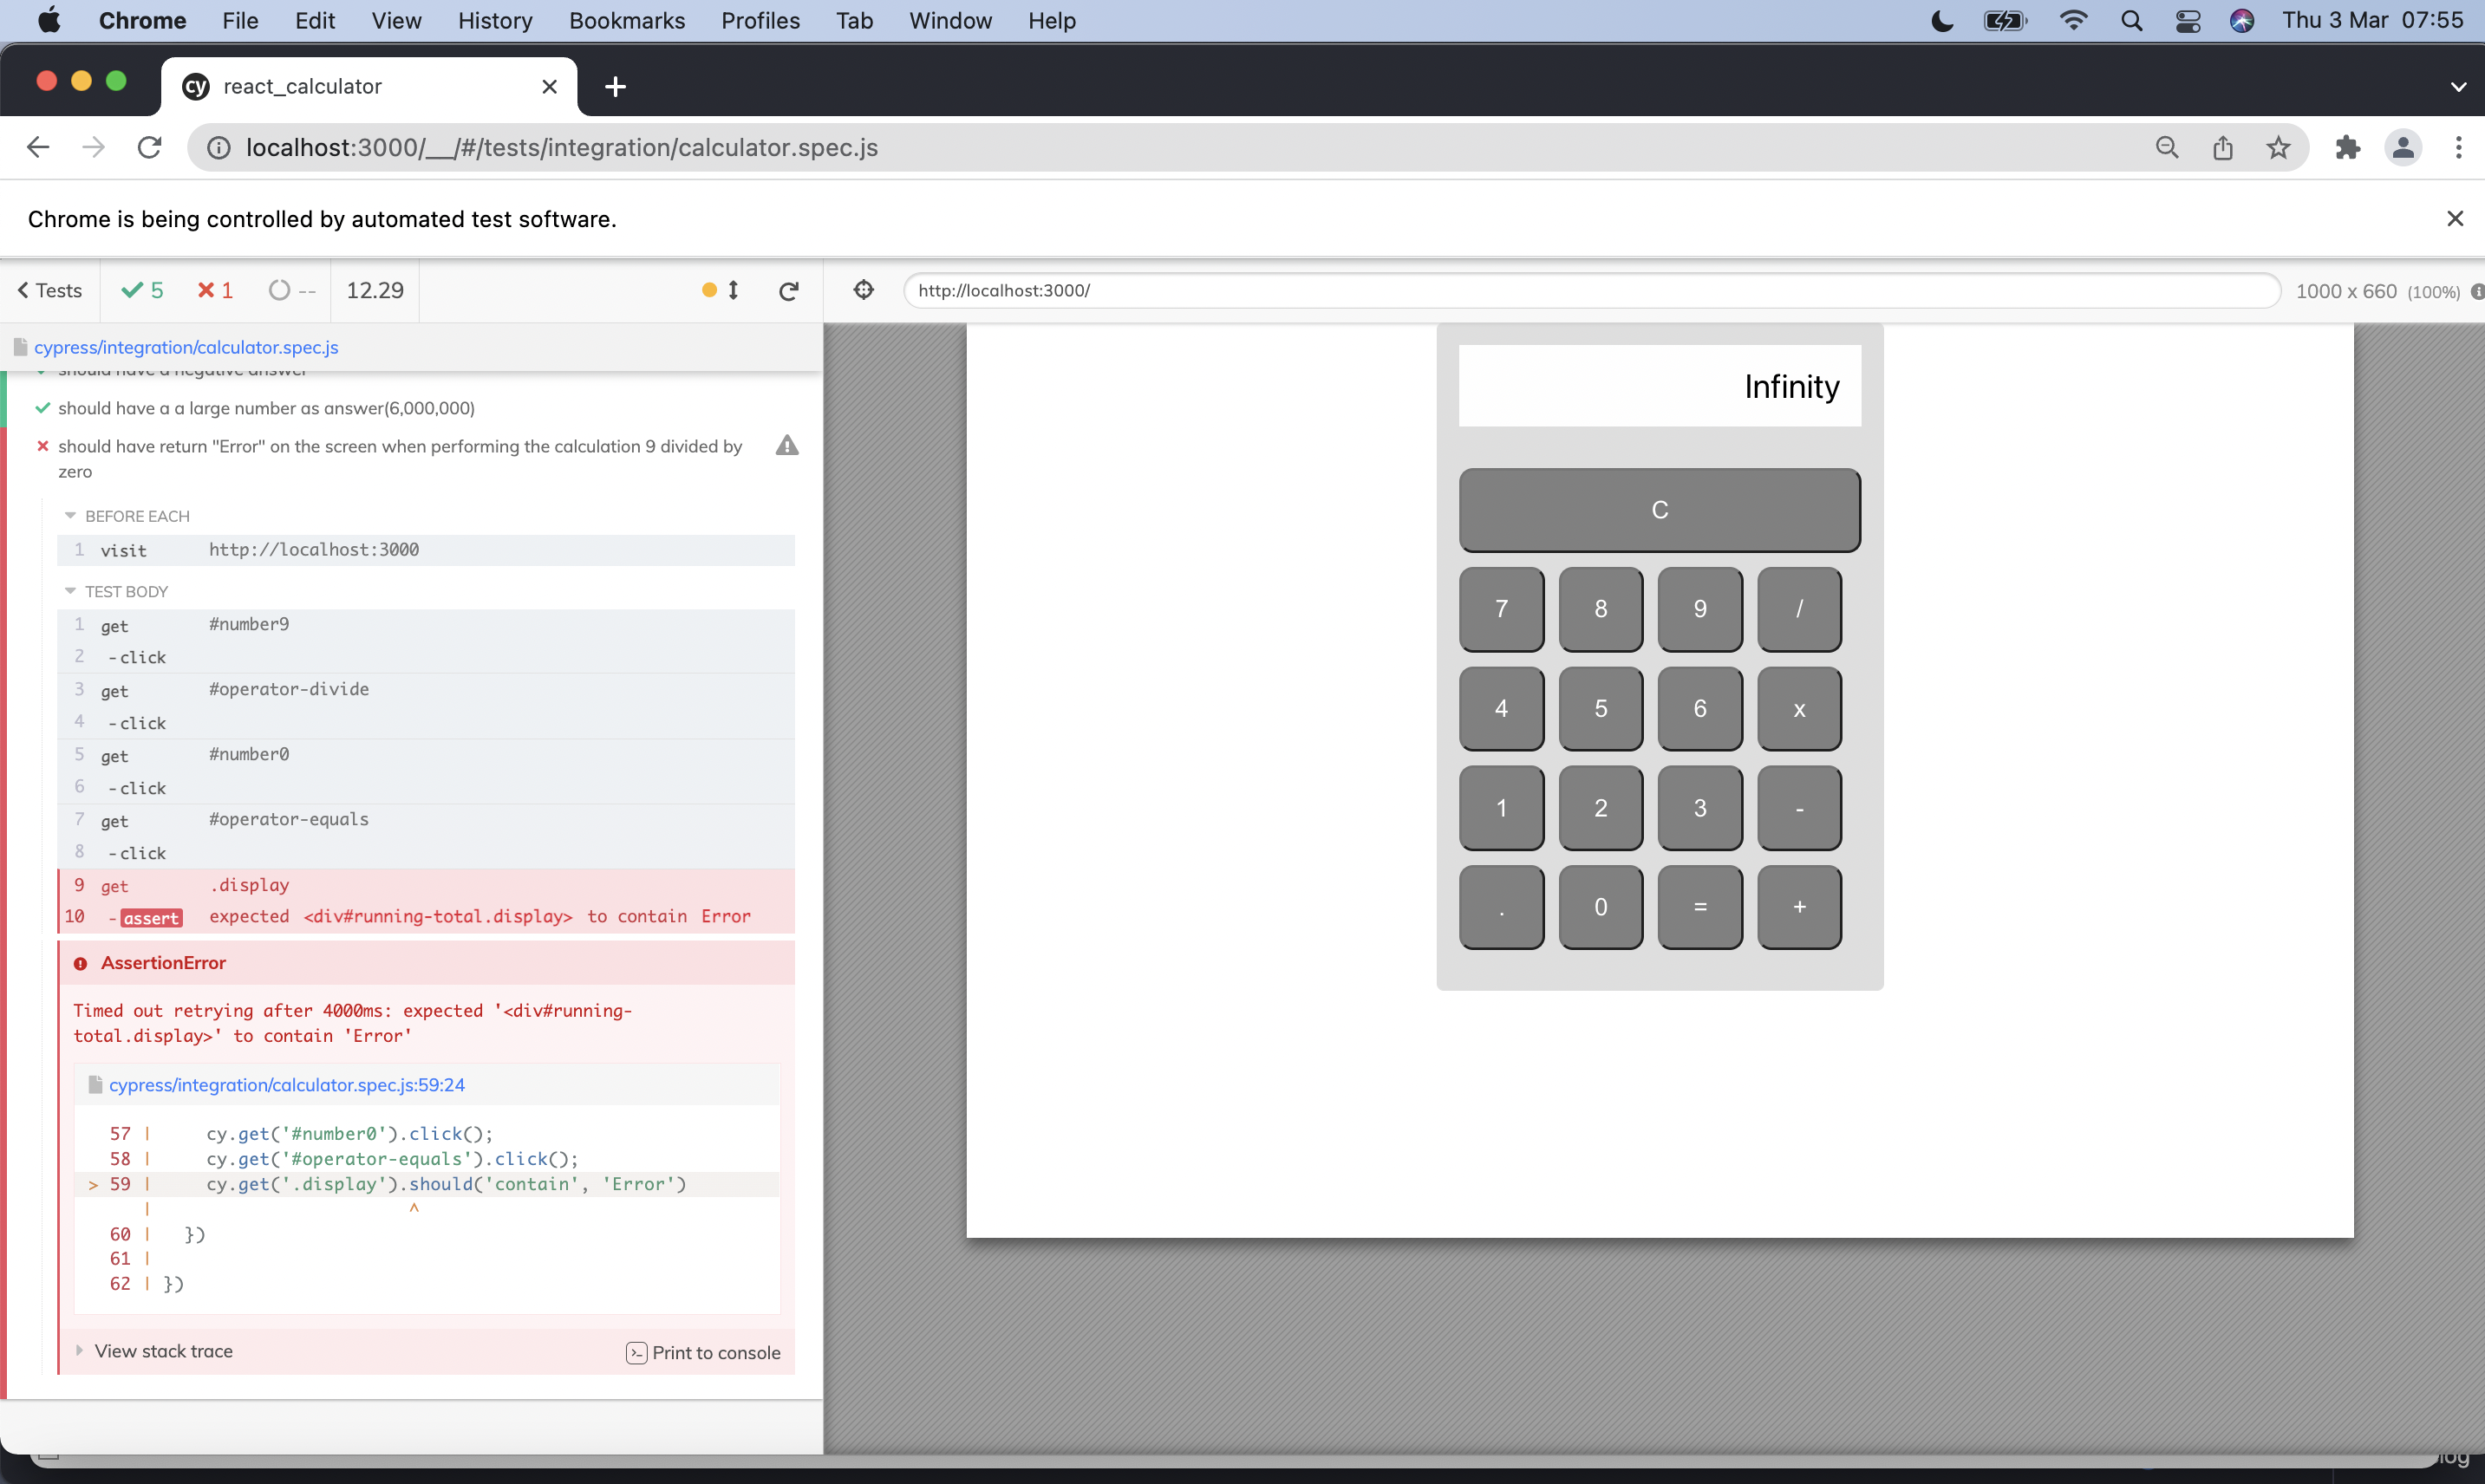 Chrome File Edit View History Bookmarks Profiles Tab Window Help Thu 3 Mar 07:55
cy react_calculator
localhost:3000/__/#/tests/integration/calculator.spec.js
Chrome is being controlled by automated test software.
Tests 5 1 -- 12.29 http://localhost:3000/ 1000 x 660 (100%)
cypress/integration/calculator.spec.js
should have a negative answer
should have a a large number as answer(6,000,000)
should have return "Error" on the screen when performing the calculation 9 divided by
zero
BEFORE EACH
1 visit http://localhost:3000
TEST BODY
1 get #number9
2 -click
3 get #operator-divide
4 -click
5 get #number0
6 -click
7 get #operator-equals
8 -click
9 get .display
10 -assert expected <div#running-total.display> to contain Error
AssertionError
Timed out retrying after 4000ms: expected '<div#running-
total.display>' to contain 'Error'
cypress/integration/calculator.spec.js:59:24
57 | cy.get('#number0').click();
58 | cy.get('#operator-equals').click();
> 59 | cy.get('.display').should('contain', 'Error')
| ^
60 | })
61 |
62 | })
View stack trace Print to console
Infinity
C
7 8 9 /
4 5 6 x
1 2 3 -
. 0 = +